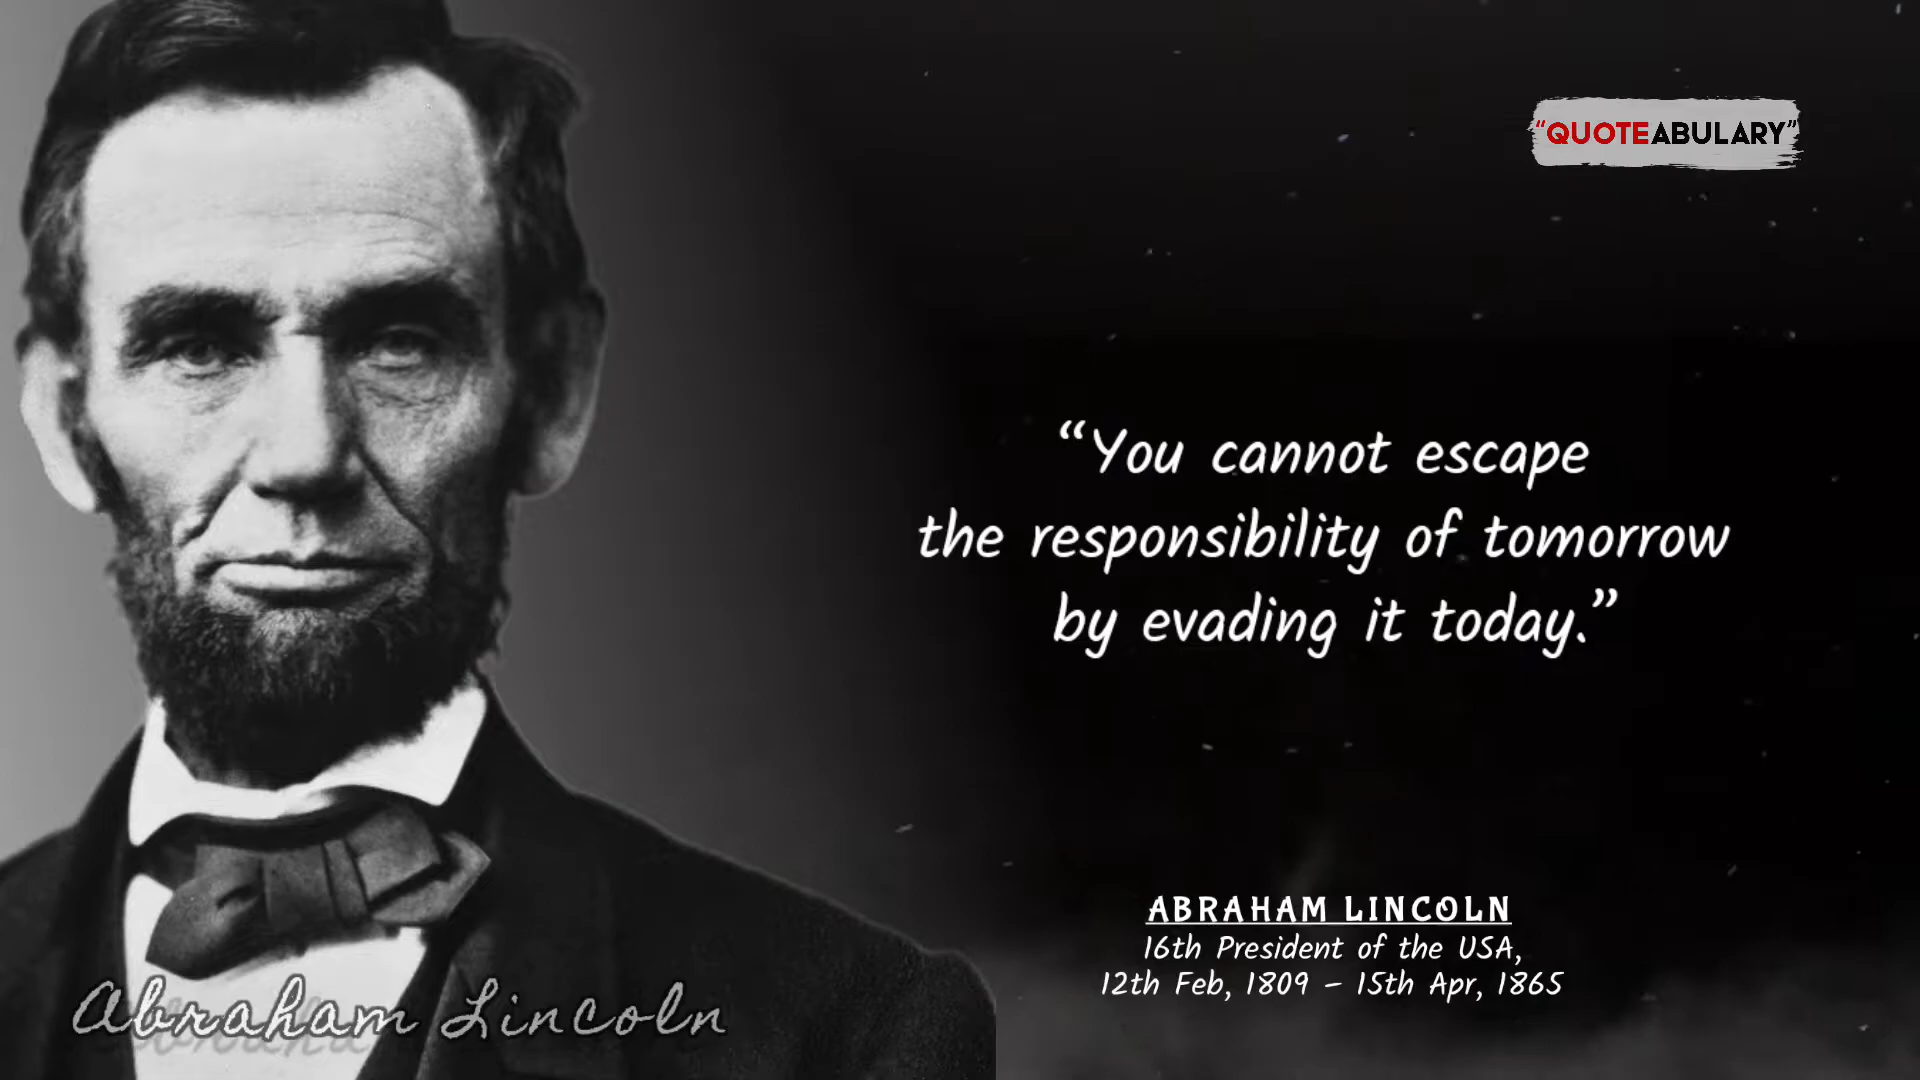 “QUOTEABULARY”
“You cannot escape
the responsibility of tomorrow
by evading it today.”
ABRAHAM LINCOLN
16th President of the USA,
12th Feb, 1809 – 15th Apr, 1865
Abraham Lincoln